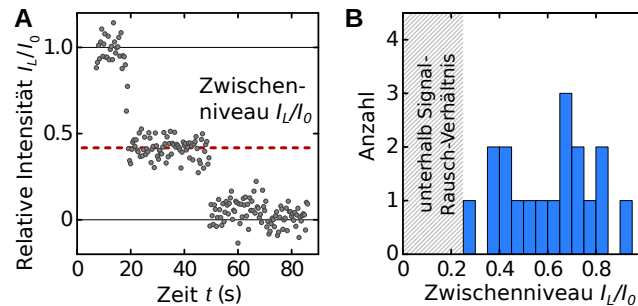 A
Relative Intensität I_L/I_0
1.0
0.5
0
Zwischen-
niveau I_L/I_0
0 20 40 60 80
Zeit t (s)
B
Anzahl
4
3
2
1
0
unterhalb Signal-
Rausch-Verhältnis
0 0.2 0.4 0.6 0.8
Zwischenniveau I_L/I_0